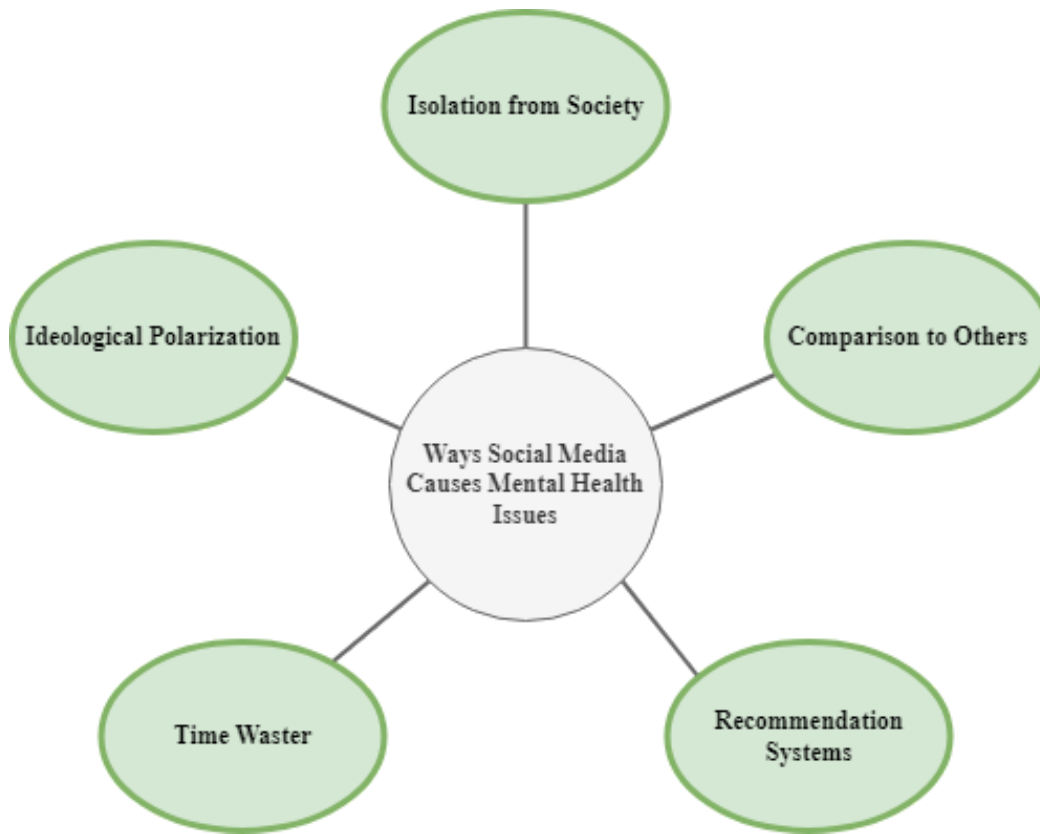 Isolation from Society
Ideological Polarization
Comparison to Others
Ways Social Media
Causes Mental Health
Issues
Time Waster
Recommendation
Systems